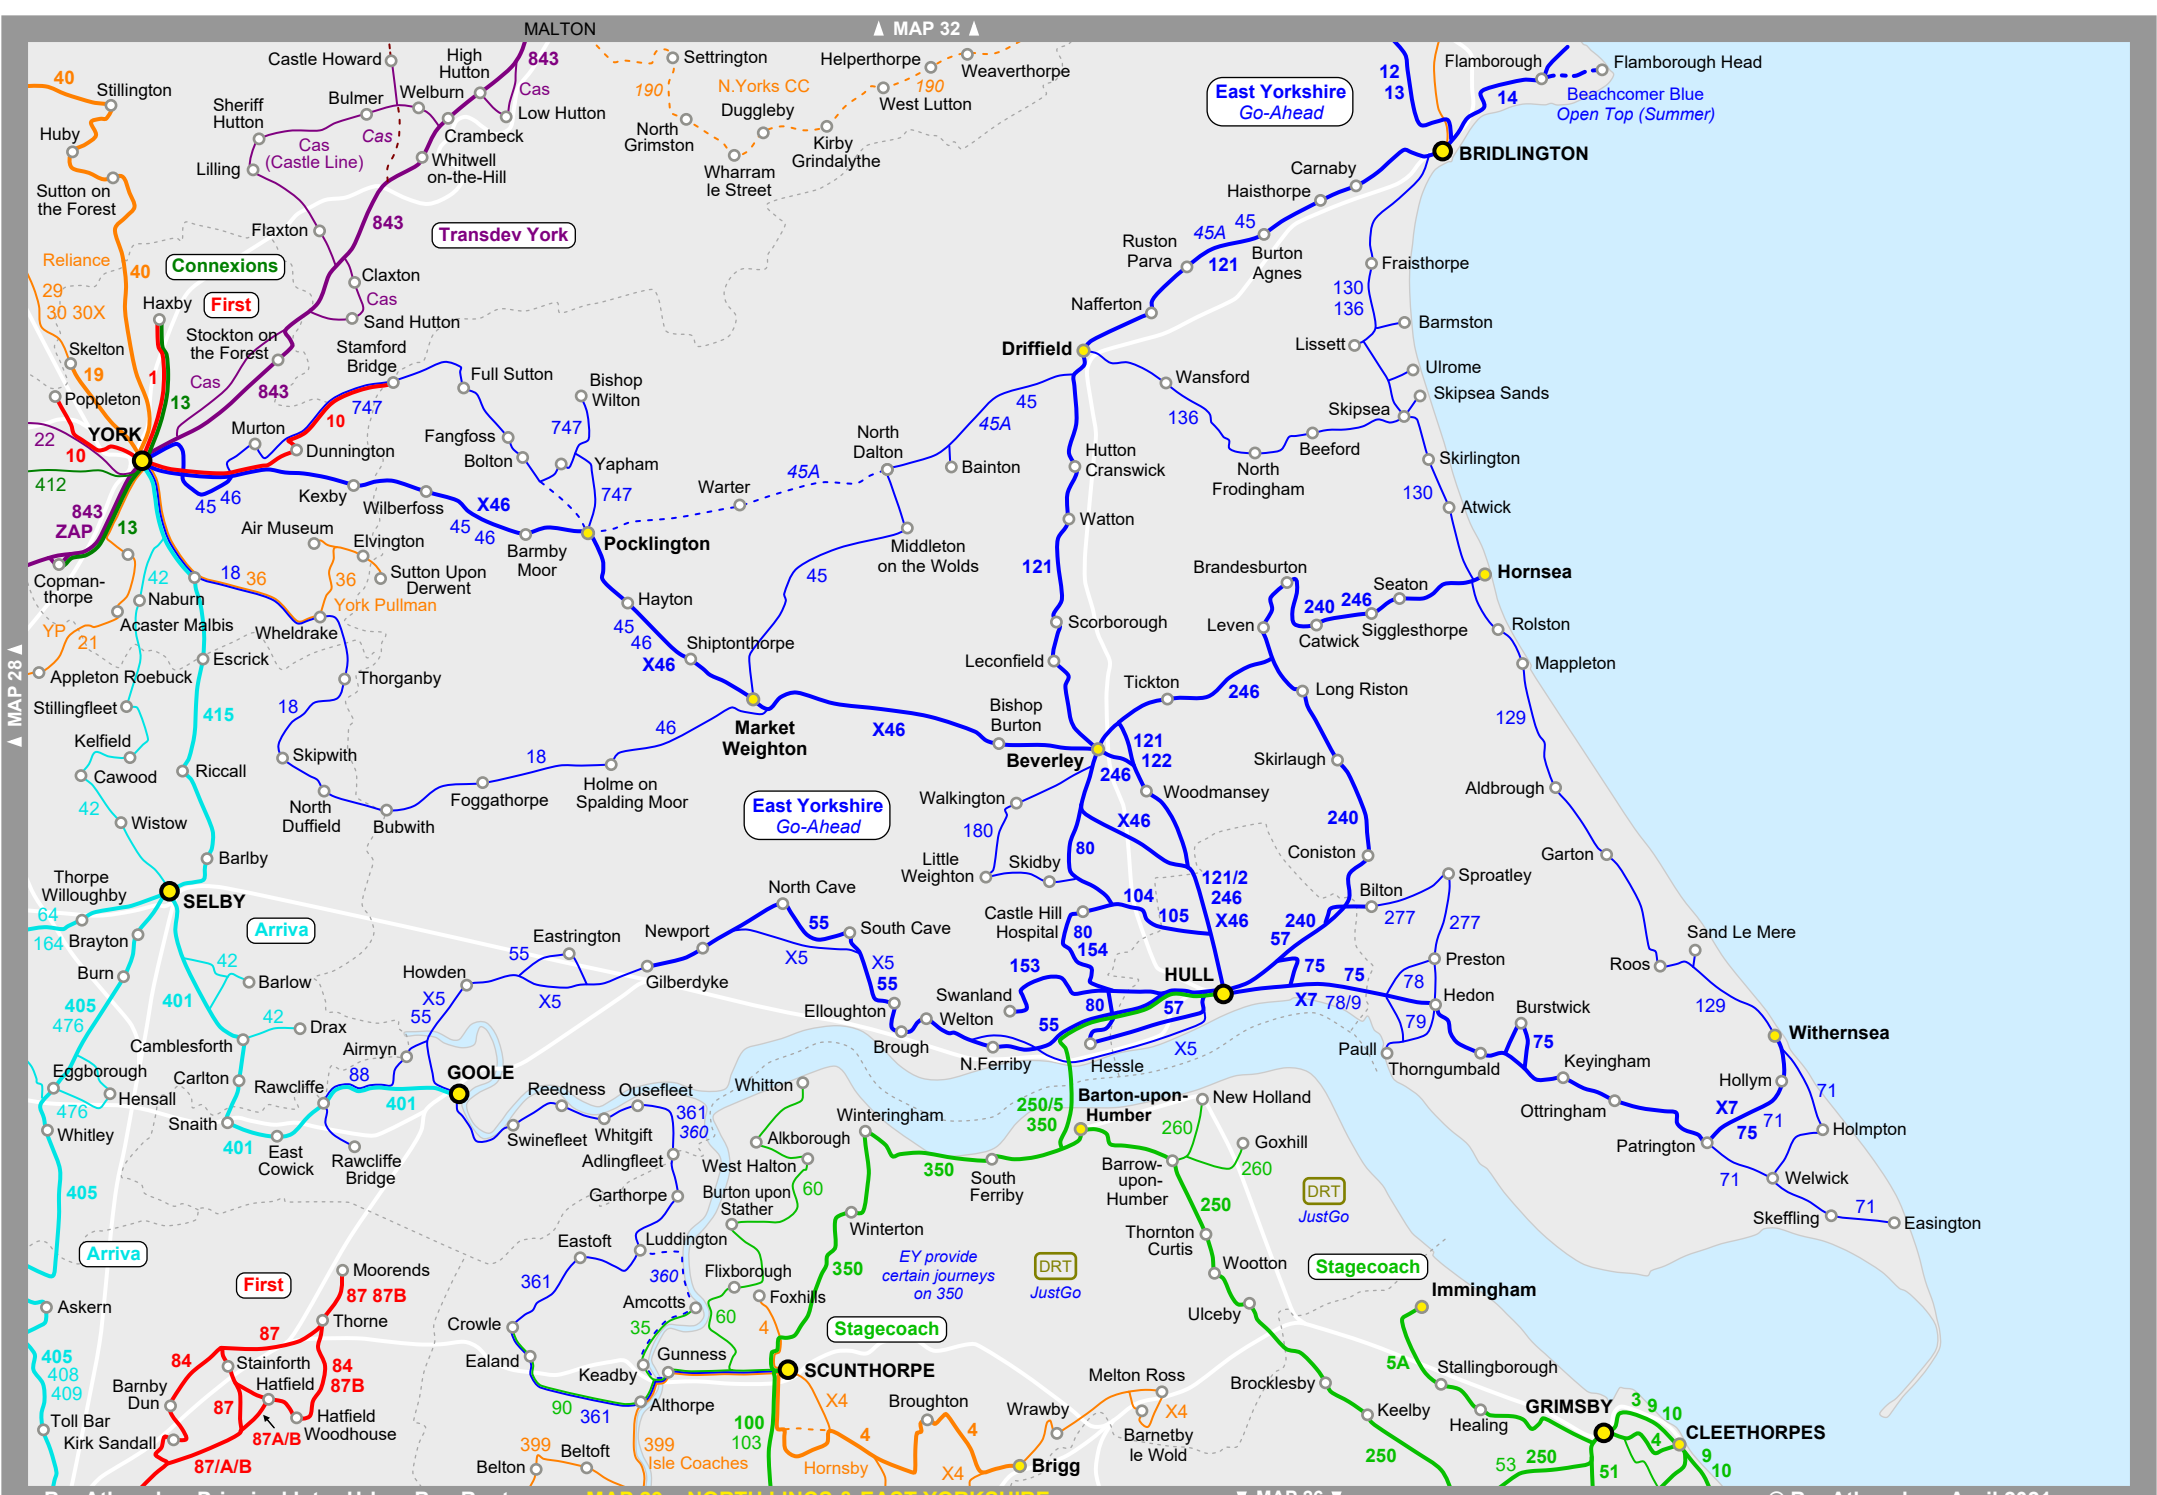 MALTON
▲ MAP 32 ▲
40
Stillington
Huby
Sutton on
the Forest
Castle Howard
High
Hutton
843
Cas
Low Hutton
Welburn
Bulmer
Sheriff
Hutton
Cas
Crambeck
Cas
(Castle Line)
Whitwell
on-the-Hill
Lilling
Flaxton
843
Transdev York
Settrington
190
N.Yorks CC
190
Helperthorpe
Weaverthorpe
West Lutton
Duggleby
North
Grimston
Kirby
Grindalythe
Wharram
le Street
East Yorkshire
Go-Ahead
12
13
Flamborough
Flamborough Head
14
Beachcomer Blue
Open Top (Summer)
BRIDLINGTON
Carnaby
Haisthorpe
45
45A
Burton
Agnes
Ruston
Parva
121
Nafferton
Driffield
Fraisthorpe
130
136
Barmston
Lissett
Ulrome
Skipsea Sands
Skipsea
Wansford
136
Beeford
North
Frodingham
Skirlington
130
Atwick
Reliance
29
30 30X
40
Connexions
First
Haxby
Claxton
Cas
Sand Hutton
Stockton on
the Forest
Skelton
19
1
13
Cas
843
Poppleton
YORK
22
10
412
843
ZAP
13
Copman-
thorpe
Stamford
Bridge
Full Sutton
747
10
Murton
Dunnington
Bishop
Wilton
747
Fangfoss
Bolton
Yapham
747
45
46
Kexby
Wilberfoss
X46
45
46
Barmby
Moor
Pocklington
Warter
45A
North
Dalton
Bainton
45
45A
Middleton
on the Wolds
45
Hutton
Cranswick
Watton
121
Scorborough
Leconfield
Air Museum
Elvington
Sutton Upon
Derwent
36
York Pullman
18
36
42
Naburn
Acaster Malbis
YP
21
Appleton Roebuck
Wheldrake
Escrick
Thorganby
Stillingfleet
415
18
Kelfield
Cawood
Riccall
Skipwith
42
Wistow
North
Duffield
Bubwith
Foggathorpe
18
Holme on
Spalding Moor
46
Barlby
Hayton
45
46
X46
Shiptonthorpe
Market
Weighton
X46
Bishop
Burton
Beverley
Tickton
246
Brandesburton
Leven
240
246
Catwick
Seaton
Sigglesthorpe
Hornsea
Rolston
Mappleton
129
Aldbrough
Garton
Long Riston
Skirlaugh
240
Coniston
121
122
246
Woodmansey
X46
Walkington
180
Little
Weighton
Skidby
80
East Yorkshire
Go-Ahead
▲ MAP 28 ▲
Thorpe
Willoughby
SELBY
64
164
Brayton
Arriva
Burn
42
Barlow
405
476
401
42
Drax
Camblesforth
Carlton
Eggborough
Hensall
476
Whitley
Snaith
401
East
Cowick
Rawcliffe
Rawcliffe
Bridge
88
Airmyn
401
GOOLE
Howden
X5
55
55
Eastrington
X5
Newport
Gilberdyke
North Cave
55
X5
South Cave
X5
55
Elloughton
Brough
Welton
Swanland
153
N.Ferriby
55
Castle Hill
Hospital
80
154
104
105
121/2
246
X46
HULL
80
57
Hessle
X5
240
57
75
75
X7
78/9
Bilton
277
Sproatley
277
Preston
78
Hedon
79
Paull
Burstwick
75
Thorngumbald
Keyingham
Ottringham
Patrington
X7
75
71
Hollym
71
Holmpton
Welwick
71
Skeffling
71
Easington
Withernsea
Sand Le Mere
Roos
129
Reedness
Ousefleet
Swinefleet
Whitgift
361
360
Adlingfleet
Garthorpe
Luddington
Eastoft
361
360
Amcotts
Crowle
Ealand
Keadby
35
Gunness
Althorpe
90
361
Whitton
Alkborough
West Halton
60
Burton upon
Stather
Flixborough
Foxhills
60
4
Winteringham
350
South
Ferriby
Winterton
350
EY provide
certain journeys
on 350
DRT
JustGo
Stagecoach
SCUNTHORPE
Barton-upon-
Humber
250/5
350
New Holland
260
Goxhill
260
Barrow-
upon-
Humber
250
Thornton
Curtis
Wootton
Ulceby
DRT
JustGo
Stagecoach
Immingham
5A
Stallingborough
Healing
Brocklesby
Keelby
250
GRIMSBY
3
9
10
4
CLEETHORPES
9
10
53
250
51
405
Arriva
Askern
405
408
409
Toll Bar
First
Moorends
87 87B
Thorne
87
84
84
87B
Stainforth
Hatfield
Barnby
Dun
87
Hatfield
Woodhouse
87A/B
Kirk Sandall
87/A/B
399
Beltoft
Belton
399
Isle Coaches
100
103
X4
4
Hornsby
Broughton
4
X4
Brigg
Wrawby
Melton Ross
X4
Barnetby
le Wold